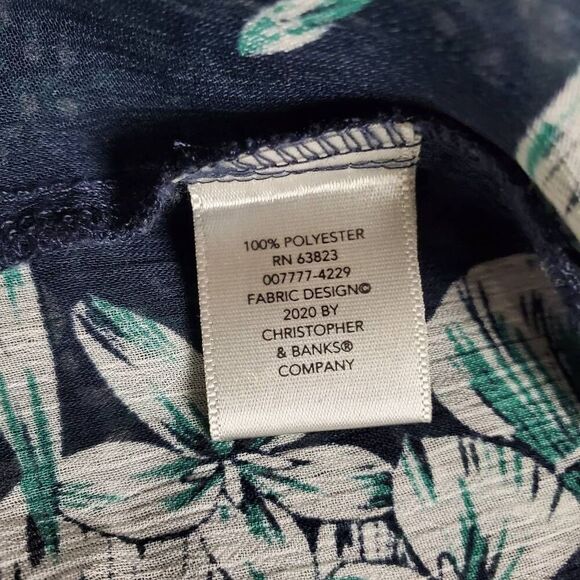 100% POLYESTER
RN 63823
007777-4229
FABRIC DESIGN©
2020 BY
CHRISTOPHER
& BANKS®
COMPANY